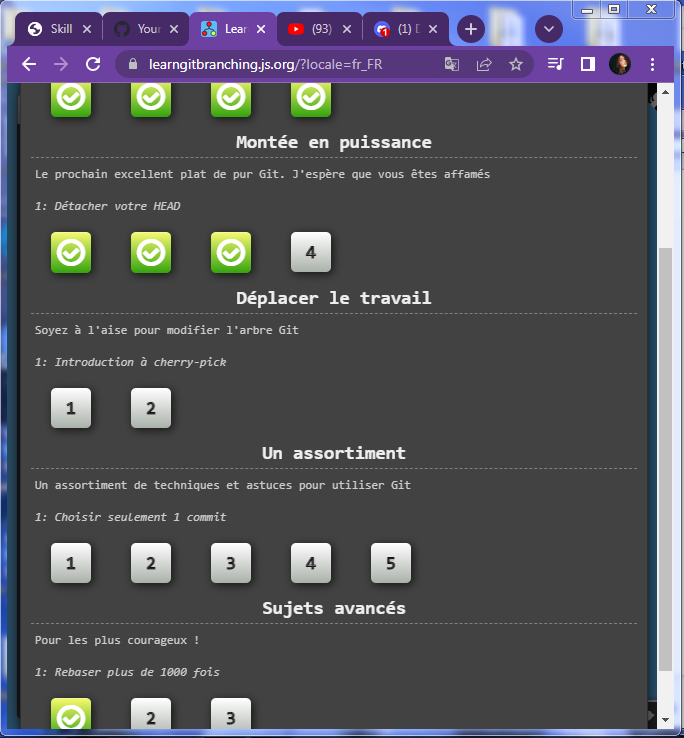 Skill
Your
Lear
(93)
(1) D
learngitbranching.js.org/?locale=fr_FR
Montée en puissance
Le prochain excellent plat de pur Git. J'espère que vous êtes affamés
1: Détacher votre HEAD
4
Déplacer le travail
Soyez à l'aise pour modifier l'arbre Git
1: Introduction à cherry-pick
1 2
Un assortiment
Un assortiment de techniques et astuces pour utiliser Git
1: Choisir seulement 1 commit
1 2 3 4 5
Sujets avancés
Pour les plus courageux !
1: Rebaser plus de 1000 fois
2 3